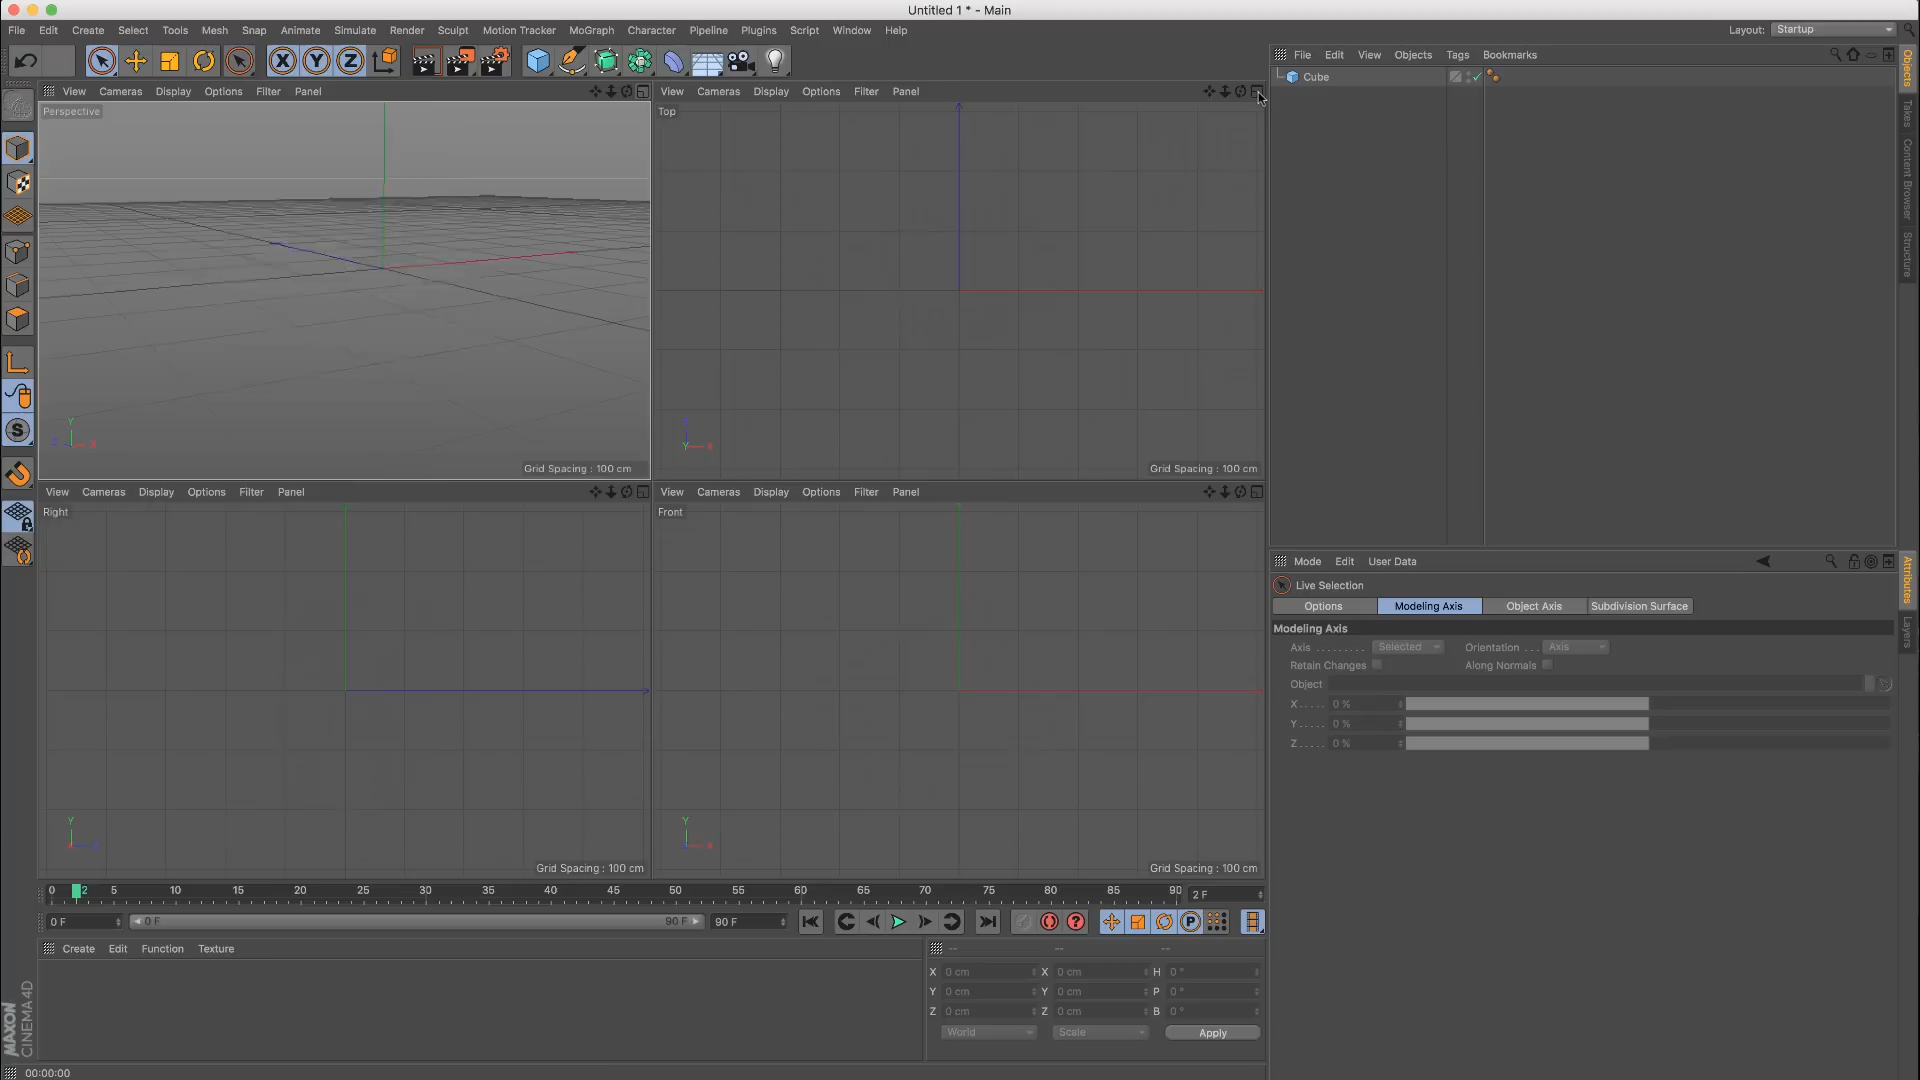 Untitled 1 * - Main
File Edit Create Select Tools Mesh Snap Animate Simulate Render Sculpt Motion Tracker MoGraph Character Pipeline Plugins Script Window Help Layout: Startup
X Y Z
File Edit View Objects Tags Bookmarks
Cube
Objects
Takes
Content Browser
Structure
View Cameras Display Options Filter Panel
Perspective
Y
Z X
Grid Spacing : 100 cm
View Cameras Display Options Filter Panel
Top
Z
Y X
Grid Spacing : 100 cm
View Cameras Display Options Filter Panel
Right
Y
X Z
Grid Spacing : 100 cm
View Cameras Display Options Filter Panel
Front
Y
X
Grid Spacing : 100 cm
S
Mode Edit User Data
Live Selection
Options Modeling Axis Object Axis Subdivision Surface
Modeling Axis
Axis . . . . . . . . . Selected Orientation . . . Axis
Retain Changes Along Normals
Object
X . . . . . 0 %
Y . . . . . 0 %
Z . . . . . 0 %
Attributes
Layers
0 2 5 10 15 20 25 30 35 40 45 50 55 60 65 70 75 80 85 90 2 F
0 F 0 F 90 F 90 F ? P
Create Edit Function Texture
-- -- --
X 0 cm X 0 cm H 0 °
Y 0 cm Y 0 cm P 0 °
Z 0 cm Z 0 cm B 0 °
World Scale Apply
MAXON
CINEMA 4D
00:00:00